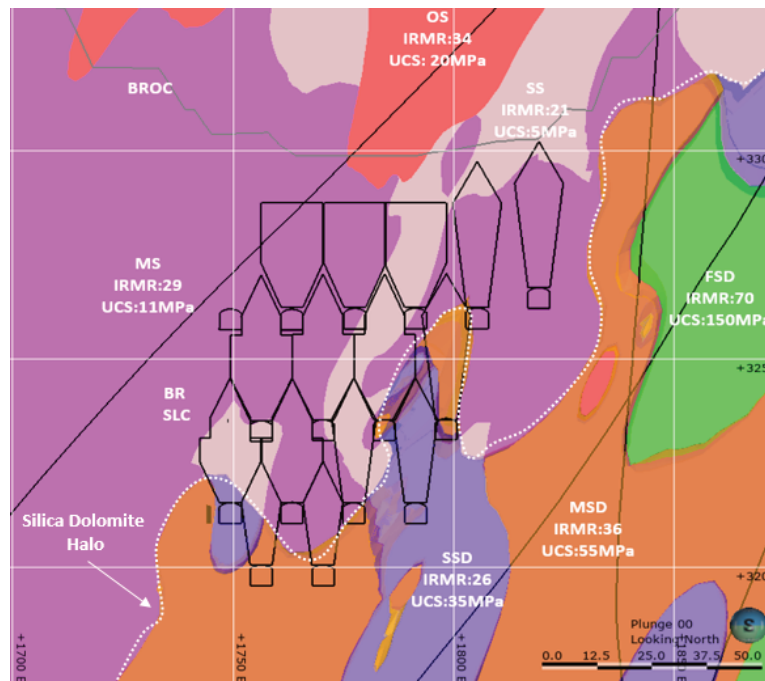 OS
IRMR:34
UCS: 20MPa
BROC
SS
IRMR:21
UCS:5MPa
+330
MS
IRMR:29
UCS:11MPa
FSD
IRMR:70
UCS:150MPa
+325
BR
SLC
Silica Dolomite
Halo
MSD
IRMR:36
UCS:55MPa
SSD
IRMR:26
UCS:35MPa
+320
Plunge 00
Looking North
0.0 12.5 25.0 37.5 50.0
+1700 E
+1750 E
+1800 E
+1850 E